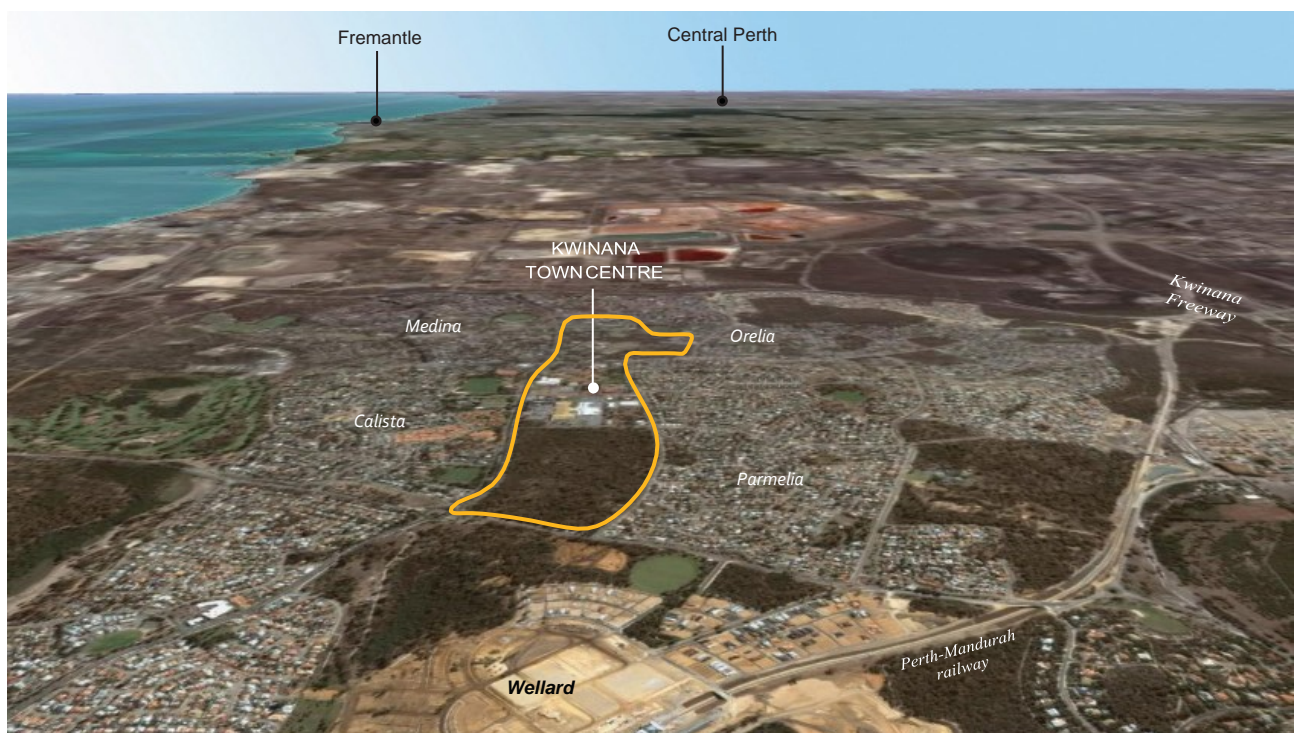 Fremantle
Central Perth
KWINANA
TOWN CENTRE
Kwinana
Freeway
Medina
Orelia
Calista
Parmelia
Perth-Mandurah
railway
Wellard